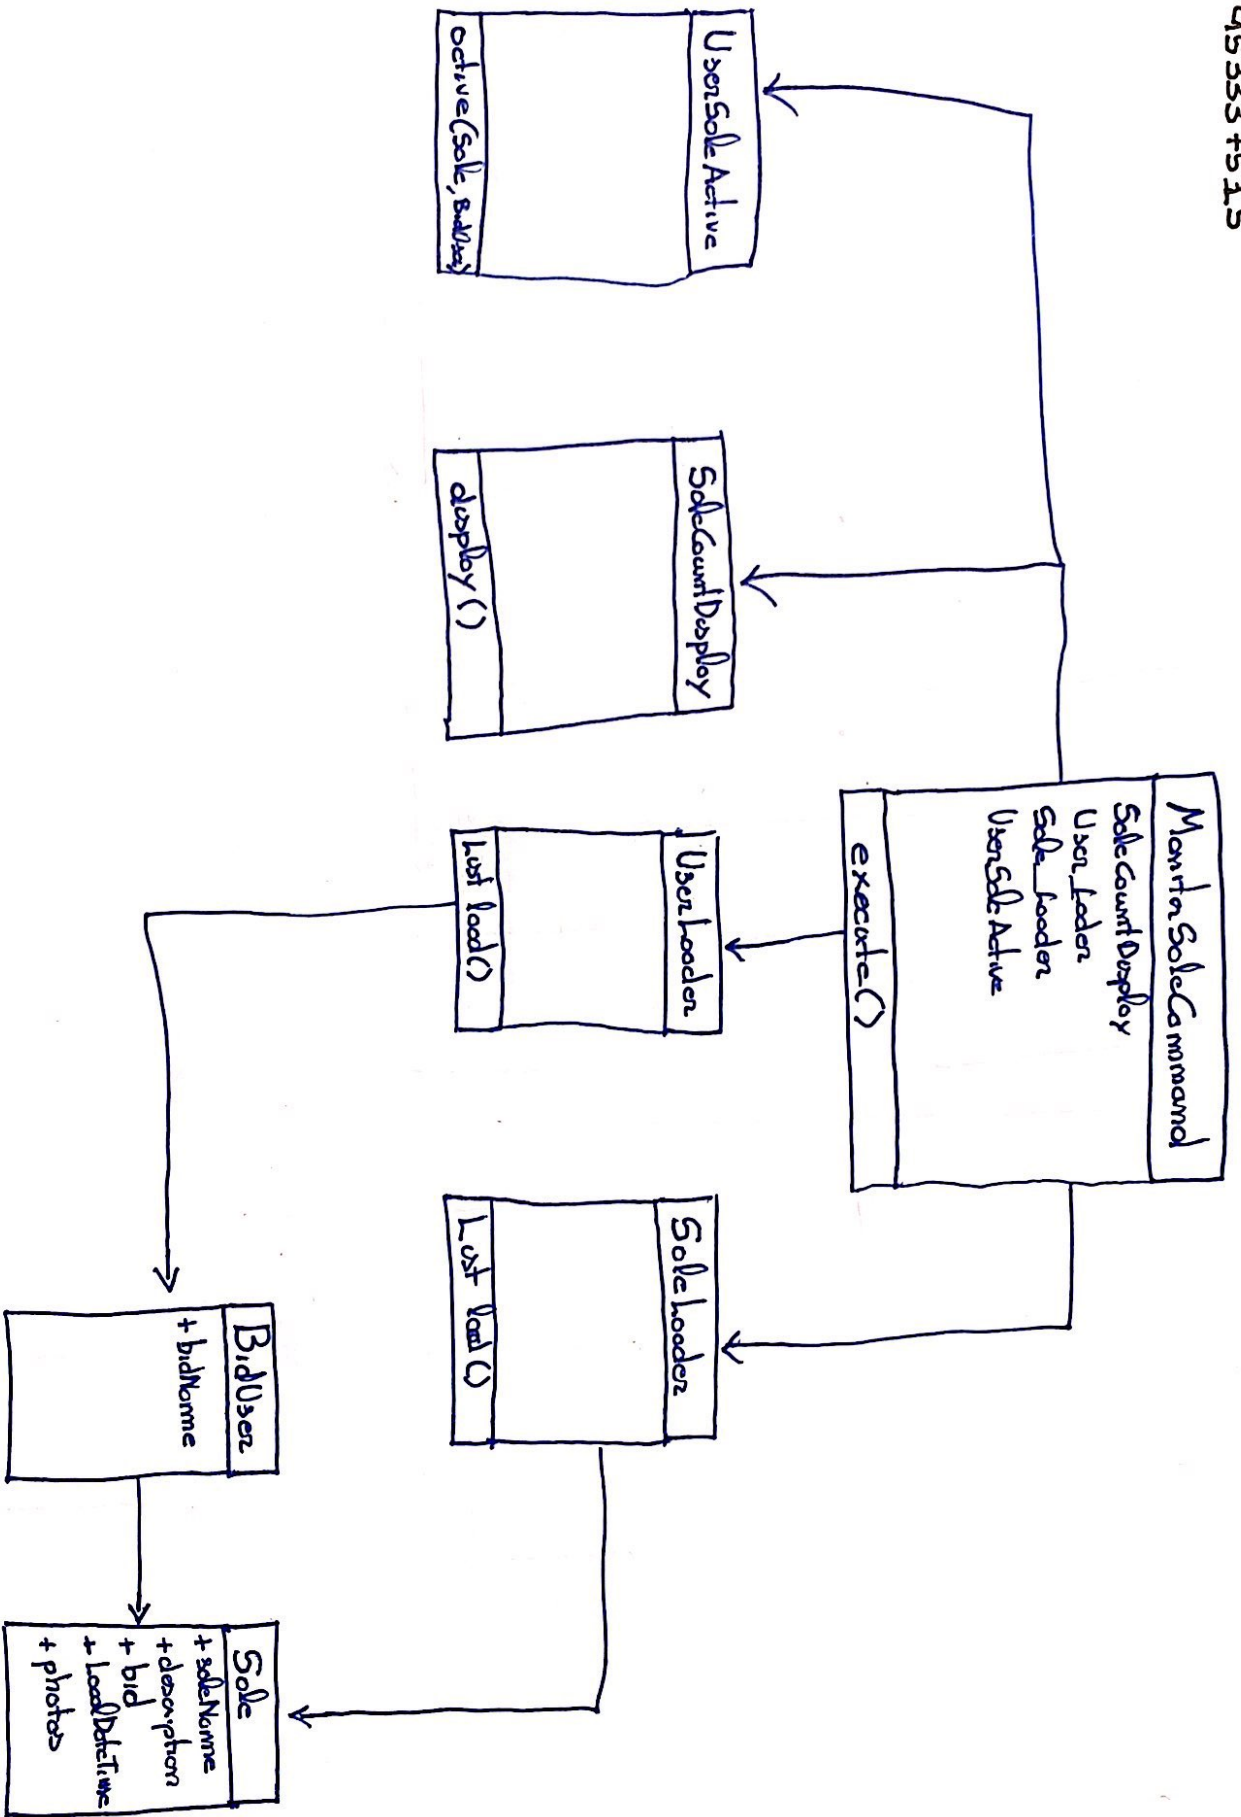 MonitorSaleCommand
SaleCountDisplay
User_Loader
Sale_Loader
UserSaleActive
execute()
UserSaleActive
active(Sale, BidUser)
SaleCountDisplay
display()
UserLoader
List load()
SaleLoader
List load()
BidUser
+ bidName
Sale
+ saleName
+ description
+ bid
+ LocalDateTime
+ photos